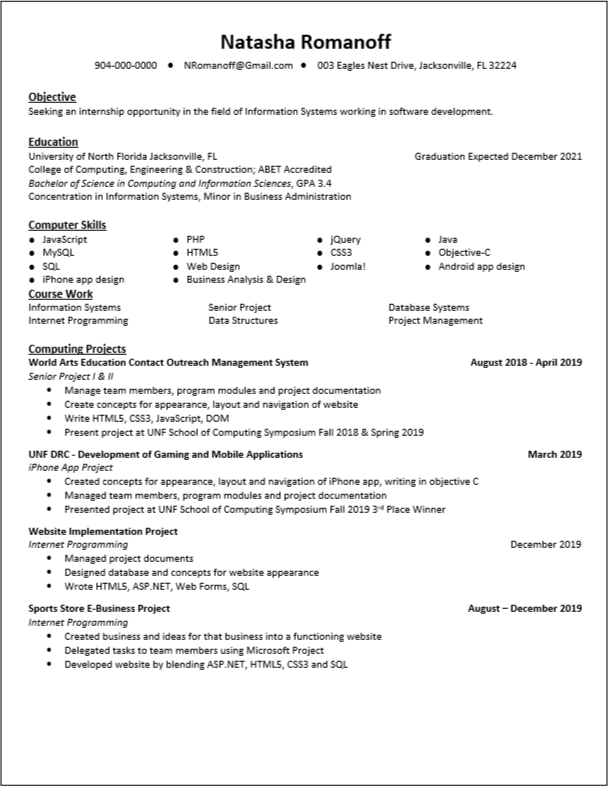 Natasha Romanoff
904-000-0000 ● NRomanoff@Gmail.com ● 003 Eagles Nest Drive, Jacksonville, FL 32224
Objective
Seeking an internship opportunity in the field of Information Systems working in software development.
Education
University of North Florida Jacksonville, FL Graduation Expected December 2021
College of Computing, Engineering & Construction; ABET Accredited
Bachelor of Science in Computing and Information Sciences, GPA 3.4
Concentration in Information Systems, Minor in Business Administration
Computer Skills
● JavaScript ● PHP ● jQuery ● Java
● MySQL ● HTML5 ● CSS3 ● Objective-C
● SQL ● Web Design ● Joomla! ● Android app design
● iPhone app design ● Business Analysis & Design
Course Work
Information Systems Senior Project Database Systems
Internet Programming Data Structures Project Management
Computing Projects
World Arts Education Contact Outreach Management System August 2018 - April 2019
Senior Project I & II
• Manage team members, program modules and project documentation
• Create concepts for appearance, layout and navigation of website
• Write HTML5, CSS3, JavaScript, DOM
• Present project at UNF School of Computing Symposium Fall 2018 & Spring 2019
UNF DRC - Development of Gaming and Mobile Applications March 2019
iPhone App Project
• Created concepts for appearance, layout and navigation of iPhone app, writing in objective C
• Managed team members, program modules and project documentation
• Presented project at UNF School of Computing Symposium Fall 2019 3rd Place Winner
Website Implementation Project
Internet Programming December 2019
• Managed project documents
• Designed database and concepts for website appearance
• Wrote HTML5, ASP.NET, Web Forms, SQL
Sports Store E-Business Project August – December 2019
Internet Programming
• Created business and ideas for that business into a functioning website
• Delegated tasks to team members using Microsoft Project
• Developed website by blending ASP.NET, HTML5, CSS3 and SQL